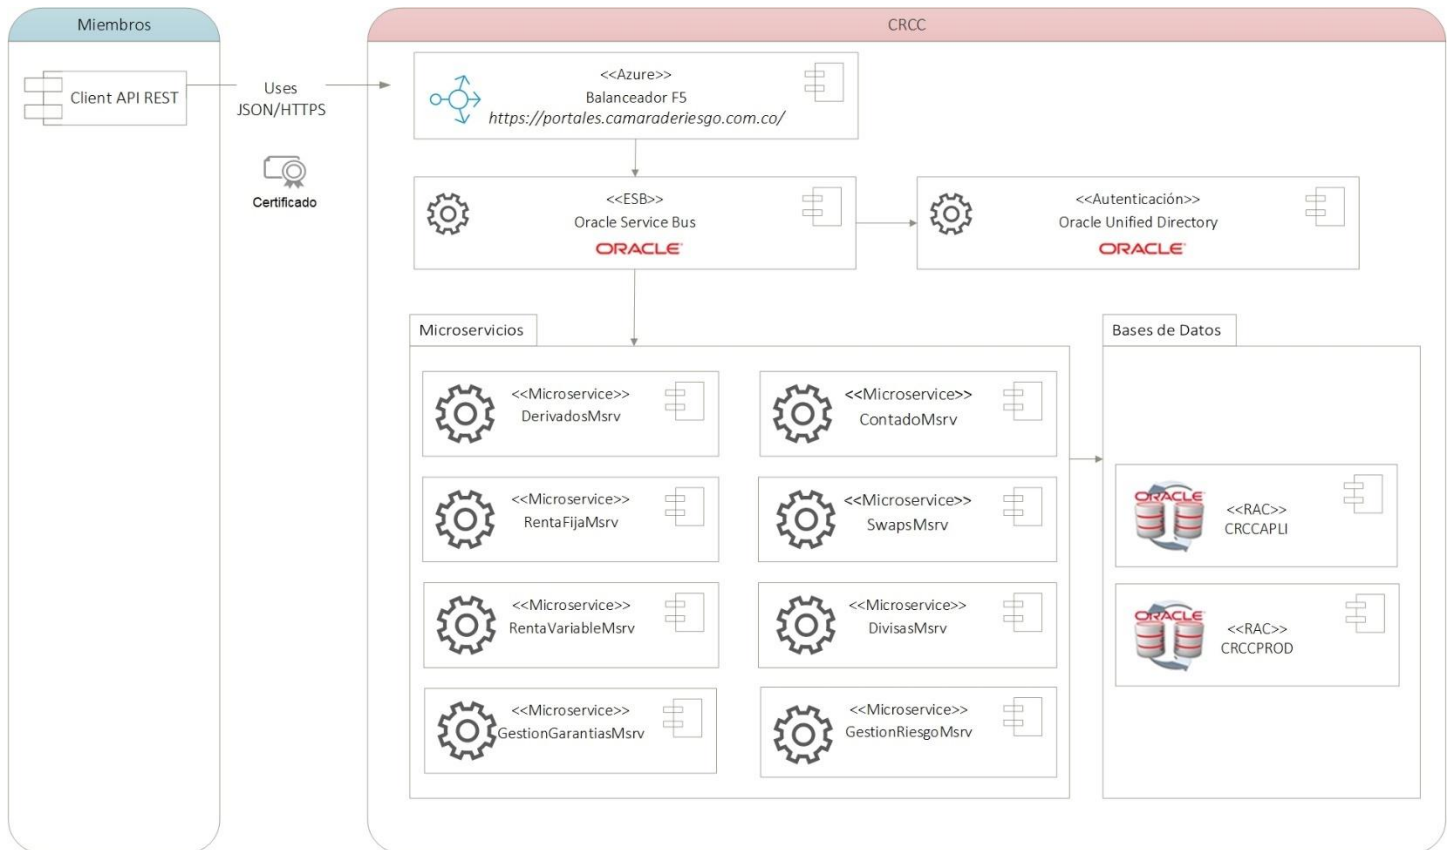 Miembros
CRCC
Client API REST
Uses
JSON/HTTPS
Certificado
<<Azure>>
Balanceador F5
https://portales.camaraderiesgo.com.co/
<<ESB>>
Oracle Service Bus
ORACLE
<<Autenticación>>
Oracle Unified Directory
ORACLE
Microservicios
<<Microservice>>
DerivadosMsrv
<<Microservice>>
ContadoMsrv
<<Microservice>>
RentaFijaMsrv
<<Microservice>>
SwapsMsrv
<<Microservice>>
RentaVariableMsrv
<<Microservice>>
DivisasMsrv
<<Microservice>>
GestionGarantiasMsrv
<<Microservice>>
GestionRiesgoMsrv
Bases de Datos
ORACLE
<<RAC>>
CRCCAPLI
ORACLE
<<RAC>>
CRCCPROD